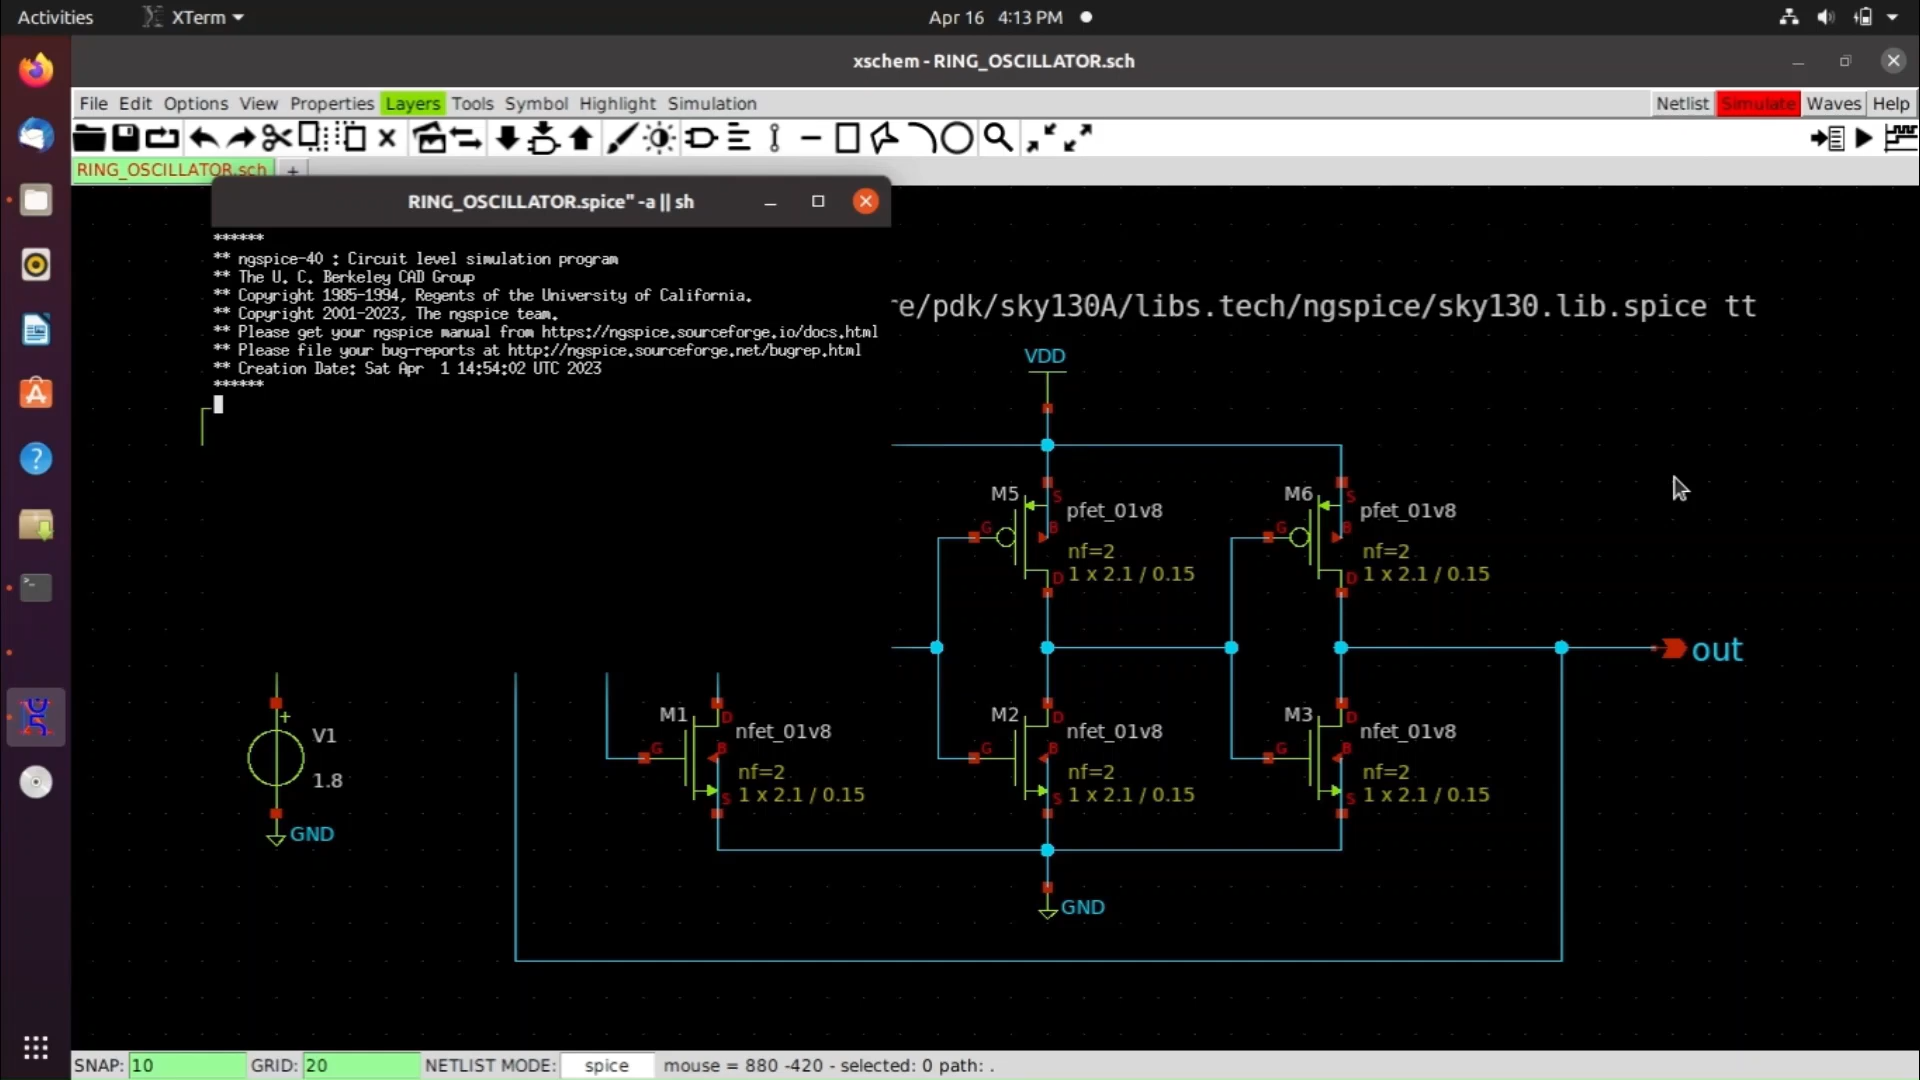 Activities
XTerm
Apr 16 4:13 PM
xschem - RING_OSCILLATOR.sch
File Edit Options View Properties Layers Tools Symbol Highlight Simulation
Netlist Simulate Waves Help
RING_OSCILLATOR.sch +
RING_OSCILLATOR.spice" -a || sh
******
** ngspice-40 : Circuit level simulation program
** The U. C. Berkeley CAD Group
** Copyright 1985-1994, Regents of the University of California.
** Copyright 2001-2023, The ngspice team.
** Please get your ngspice manual from https://ngspice.sourceforge.io/docs.html
** Please file your bug-reports at http://ngspice.sourceforge.net/bugrep.html
** Creation Date: Sat Apr  1 14:54:02 UTC 2023
******
e/pdk/sky130A/libs.tech/ngspice/sky130.lib.spice tt
VDD
M5
S
G
B
D
pfet_01v8
nf=2
1 x 2.1 / 0.15
M6
S
G
B
D
pfet_01v8
nf=2
1 x 2.1 / 0.15
out
+
V1
1.8
GND
M1
D
G
B
S
nfet_01v8
nf=2
1 x 2.1 / 0.15
M2
D
G
B
S
nfet_01v8
nf=2
1 x 2.1 / 0.15
M3
D
G
B
S
nfet_01v8
nf=2
1 x 2.1 / 0.15
GND
SNAP: 10 GRID: 20 NETLIST MODE: spice mouse = 880 -420 - selected: 0 path: .